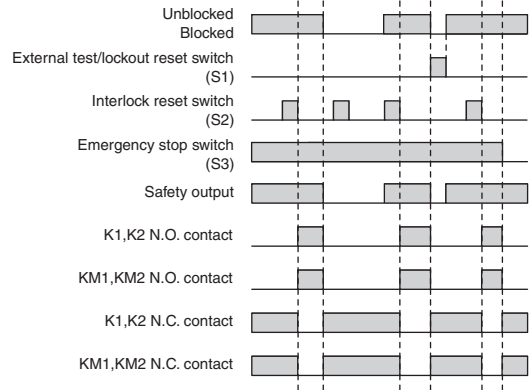 Unblocked
Blocked
External test/lockout reset switch
(S1)
Interlock reset switch
(S2)
Emergency stop switch
(S3)
Safety output
K1,K2 N.O. contact
KM1,KM2 N.O. contact
K1,K2 N.C. contact
KM1,KM2 N.C. contact